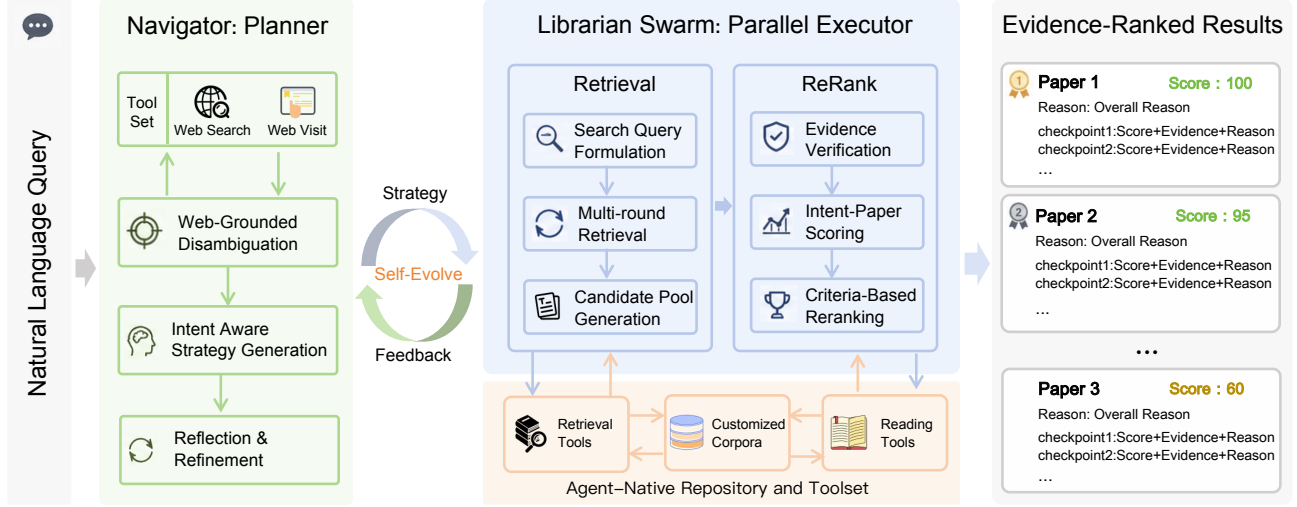 Natural Language Query
Navigator: Planner
Tool
Set
Web Search
Web Visit
Web-Grounded
Disambiguation
Intent Aware
Strategy Generation
Reflection &
Refinement
Strategy
Self-Evolve
Feedback
Librarian Swarm: Parallel Executor
Retrieval
Search Query
Formulation
Multi-round
Retrieval
Candidate Pool
Generation
ReRank
Evidence
Verification
Intent-Paper
Scoring
Criteria-Based
Reranking
Retrieval
Tools
Customized
Corpora
Reading
Tools
Agent-Native Repository and Toolset
Evidence-Ranked Results
1
Paper 1
Score : 100
Reason: Overall Reason
checkpoint1:Score+Evidence+Reason
checkpoint2:Score+Evidence+Reason
...
2
Paper 2
Score : 95
Reason: Overall Reason
checkpoint1:Score+Evidence+Reason
checkpoint2:Score+Evidence+Reason
...
...
Paper 3
Score : 60
Reason: Overall Reason
checkpoint1:Score+Evidence+Reason
checkpoint2:Score+Evidence+Reason
...